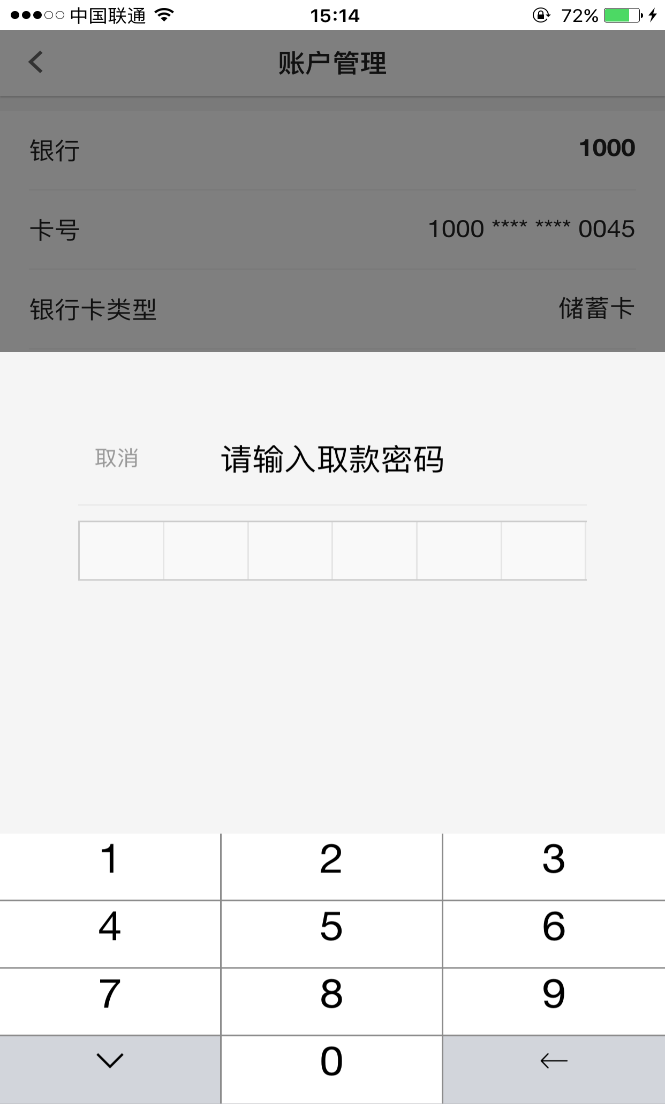 中国联通 15:14 72%
账户管理
银行 1000
卡号 1000 **** **** 0045
银行卡类型 储蓄卡
取消 请输入取款密码
1 2 3
4 5 6
7 8 9
0